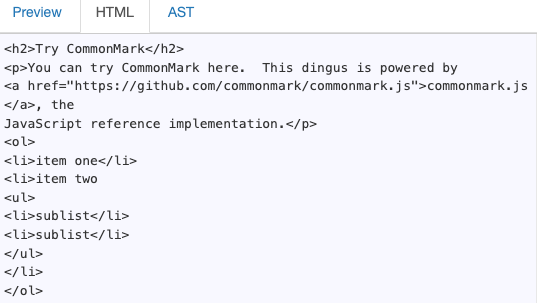 Preview HTML AST
<h2>Try CommonMark</h2>
<p>You can try CommonMark here.  This dingus is powered by
<a href="https://github.com/commonmark/commonmark.js">commonmark.js
</a>, the
JavaScript reference implementation.</p>
<ol>
<li>item one</li>
<li>item two
<ul>
<li>sublist</li>
<li>sublist</li>
</ul>
</li>
</ol>